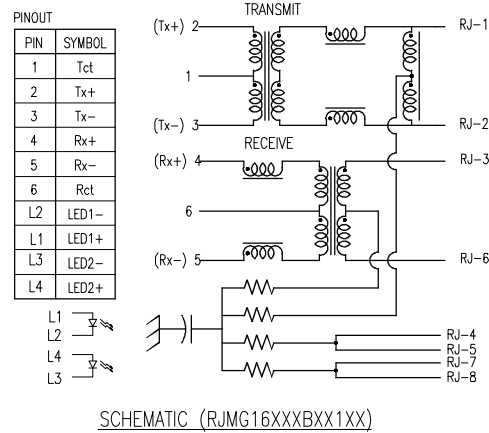 PINOUT
PIN SYMBOL
1 Tct
2 Tx+
3 Tx-
4 Rx+
5 Rx-
6 Rct
L2 LED1-
L1 LED1+
L3 LED2-
L4 LED2+
TRANSMIT
(Tx+) 2
RJ-1
1
(Tx-) 3
RJ-2
RECEIVE
(Rx+) 4
RJ-3
6
(Rx-) 5
RJ-6
L1
L2
L4
L3
RJ-4
RJ-5
RJ-7
RJ-8
SCHEMATIC (RJMG16XXXBXX1XX)